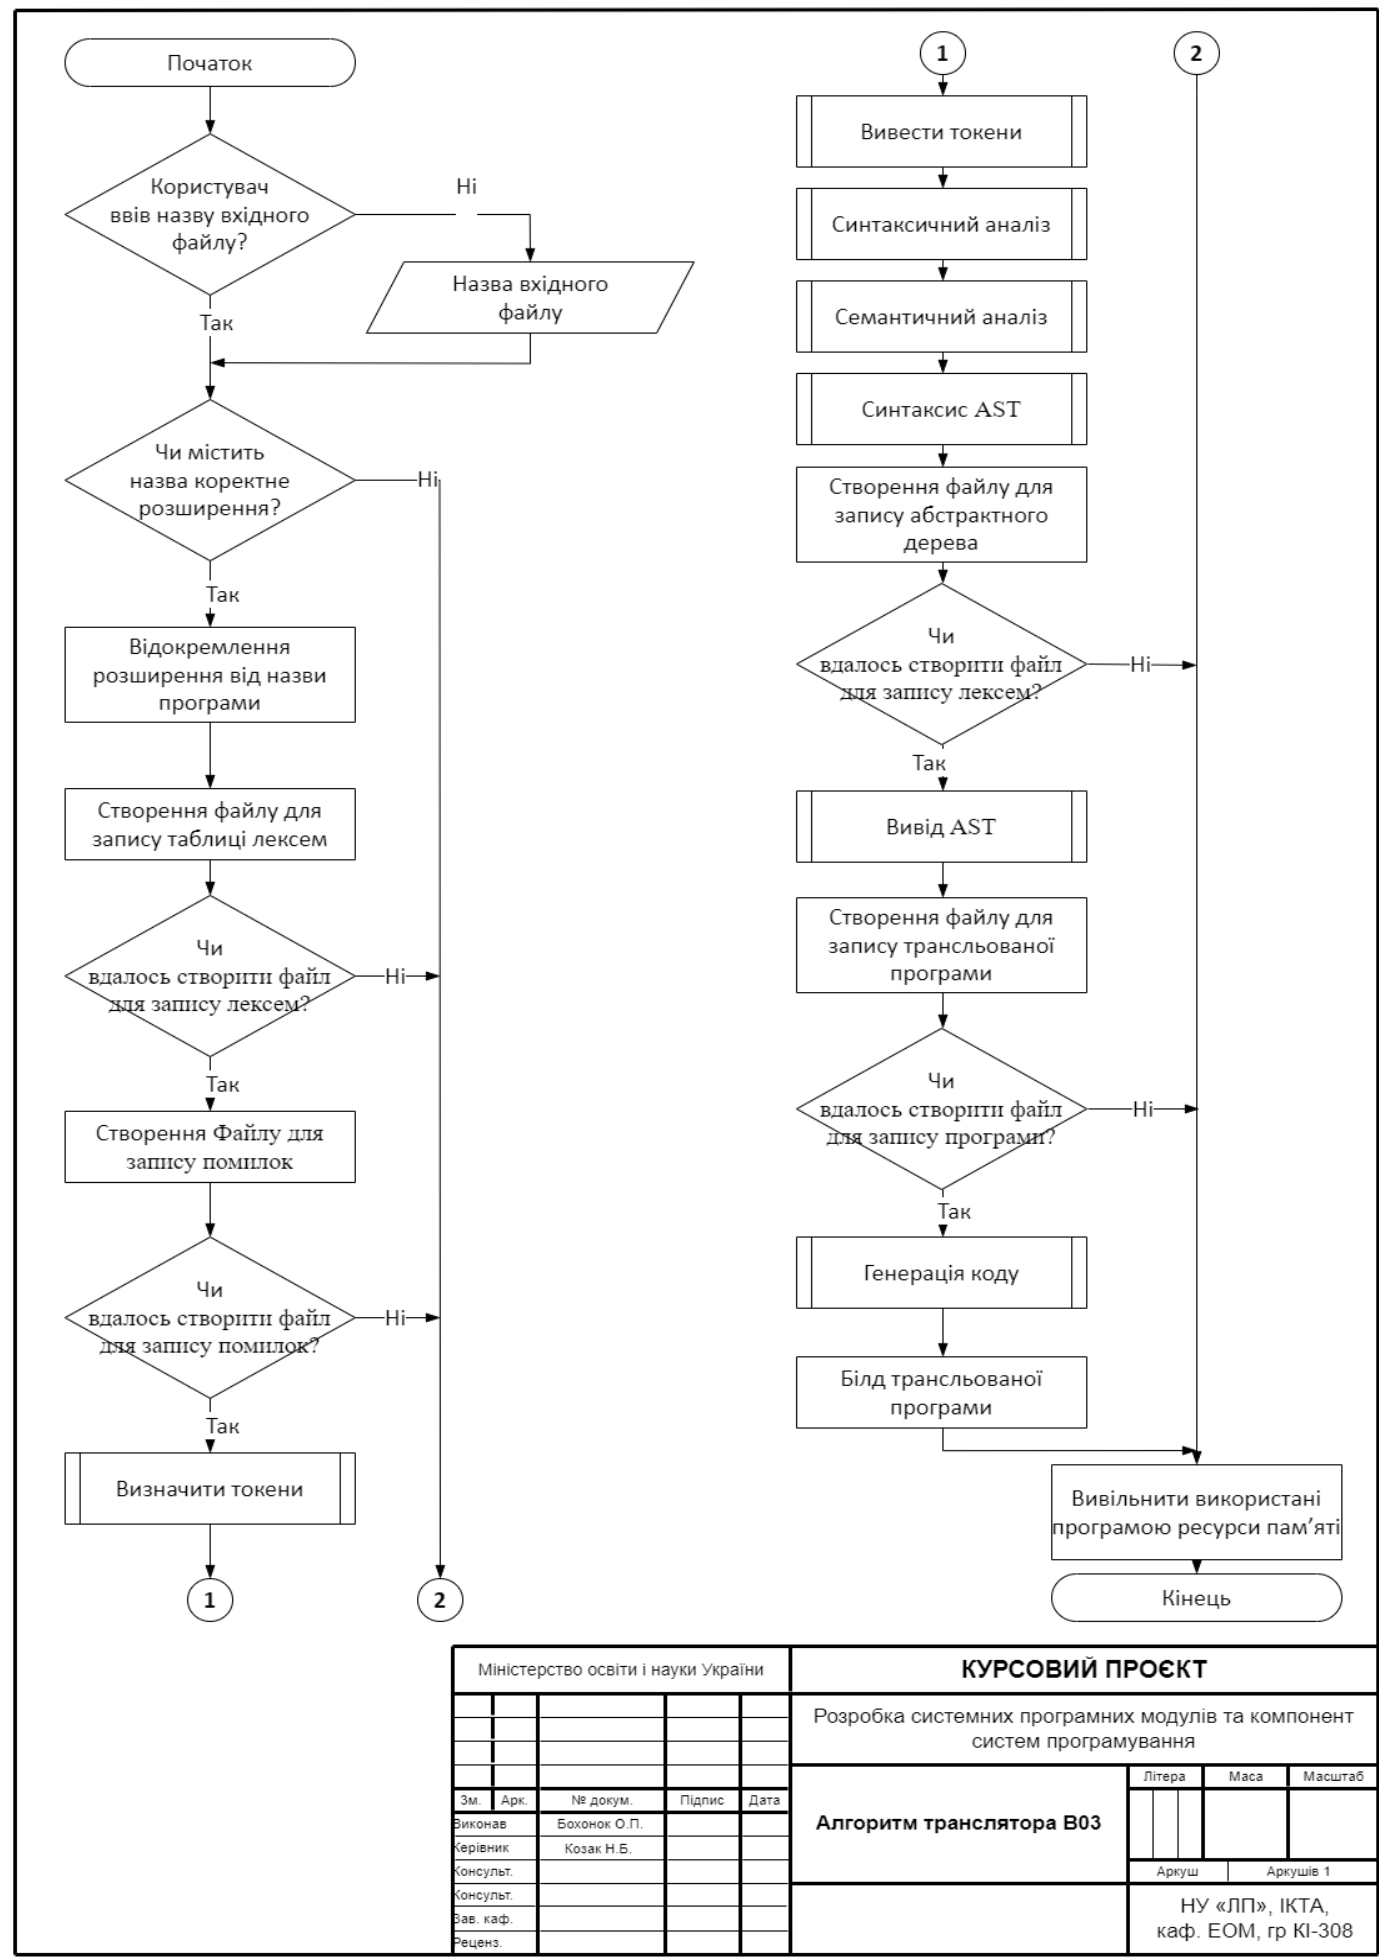 Початок
Користувач
ввів назву вхідного
файлу?
Ні
Назва вхідного
файлу
Так
Чи містить
назва коректне
розширення?
Ні
Так
Відокремлення
розширення від назви
програми
Створення файлу для
запису таблиці лексем
Чи
вдалось створити файл
для запису лексем?
Ні
Так
Створення Файлу для
запису помилок
Чи
вдалось створити файл
для запису помилок?
Ні
Так
Визначити токени
1
2
1
2
Вивести токени
Синтаксичний аналіз
Семантичний аналіз
Синтаксис AST
Створення файлу для
запису абстрактного
дерева
Чи
вдалось створити файл
для запису лексем?
Ні
Так
Вивід AST
Створення файлу для
запису трансльованої
програми
Чи
вдалось створити файл
для запису програми?
Ні
Так
Генерація коду
Білд трансльованої
програми
Вивільнити використані
програмою ресурси пам’яті
Кінець
Міністерство освіти і науки України
КУРСОВИЙ ПРОЄКТ
Розробка системних програмних модулів та компонент
систем програмування
Зм. Арк. № докум. Підпис Дата
Виконав Бохонок О.П.
Керівник Козак Н.Б.
Консульт.
Консульт.
Зав. каф.
Реценз.
Алгоритм транслятора B03
Літера Маса Масштаб
Аркуш Аркушів 1
НУ «ЛП», ІКТА,
каф. ЕОМ, гр КІ-308